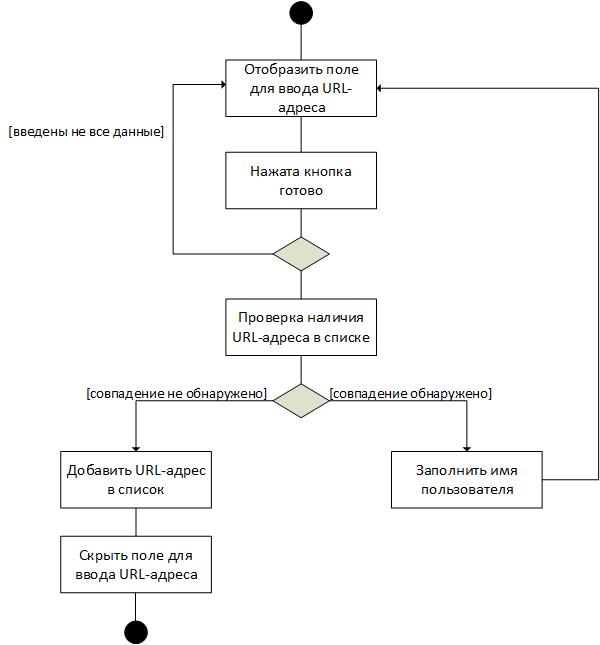 Отобразить поле
для ввода URL-
адреса
[введены не все данные]
Нажата кнопка
готово
Проверка наличия
URL-адреса в списке
[совпадение не обнаружено]
[совпадение обнаружено]
Добавить URL-адрес
в список
Заполнить имя
пользователя
Скрыть поле для
ввода URL-адреса